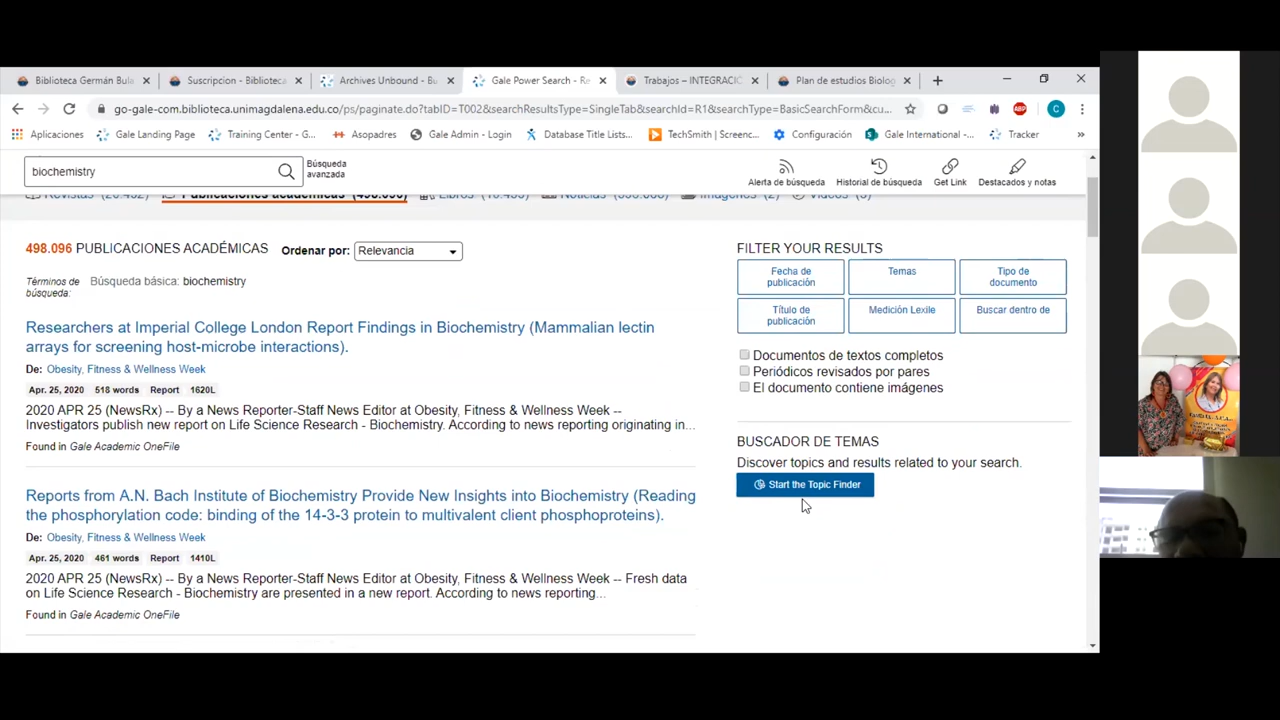 Biblioteca Germán Bula
Suscripcion - Biblioteca
Archives Unbound - Bu
Gale Power Search - Re
Trabajos – INTEGRACIÓ
Plan de estudios Biolog
go-gale-com.biblioteca.unimagdalena.edu.co/ps/paginate.do?tabID=T002&searchResultsType=SingleTab&searchId=R1&searchType=BasicSearchForm&cu...
ABP
C
Aplicaciones
Gale Landing Page
Training Center - G...
Asopadres
Gale Admin - Login
Database Title Lists...
TechSmith | Screenc...
Configuración
Gale International -...
Tracker
»
biochemistry
Búsqueda
avanzada
Alerta de búsqueda
Historial de búsqueda
Get Link
Destacados y notas
Publicaciones académicas (498.096)
498.096 PUBLICACIONES ACADÉMICAS
Ordenar por: Relevancia
Términos de
búsqueda:
Búsqueda básica: biochemistry
Researchers at Imperial College London Report Findings in Biochemistry (Mammalian lectin
arrays for screening host-microbe interactions).
De: Obesity, Fitness & Wellness Week
Apr. 25, 2020 518 words Report 1620L
2020 APR 25 (NewsRx) -- By a News Reporter-Staff News Editor at Obesity, Fitness & Wellness Week --
Investigators publish new report on Life Science Research - Biochemistry. According to news reporting originating in...
Found in Gale Academic OneFile
Reports from A.N. Bach Institute of Biochemistry Provide New Insights into Biochemistry (Reading
the phosphorylation code: binding of the 14-3-3 protein to multivalent client phosphoproteins).
De: Obesity, Fitness & Wellness Week
Apr. 25, 2020 461 words Report 1410L
2020 APR 25 (NewsRx) -- By a News Reporter-Staff News Editor at Obesity, Fitness & Wellness Week -- Fresh data
on Life Science Research - Biochemistry are presented in a new report. According to news reporting...
Found in Gale Academic OneFile
FILTER YOUR RESULTS
Fecha de
publicación
Temas
Tipo de
documento
Título de
publicación
Medición Lexile
Buscar dentro de
Documentos de textos completos
Periódicos revisados por pares
El documento contiene imágenes
BUSCADOR DE TEMAS
Discover topics and results related to your search.
Start the Topic Finder